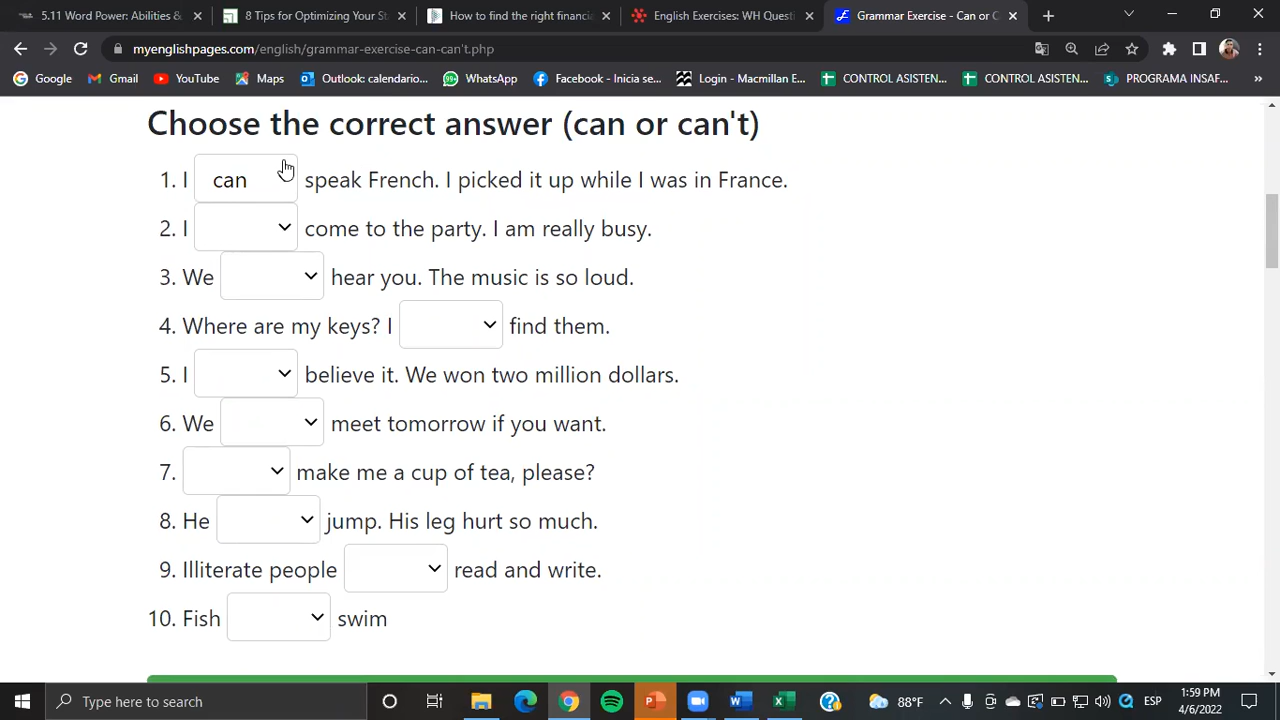 5.11 Word Power: Abilities &
8 Tips for Optimizing Your St
How to find the right financia
English Exercises: WH Questi
Grammar Exercise - Can or C
myenglishpages.com/english/grammar-exercise-can-can't.php
Google
Gmail
YouTube
Maps
Outlook: calendario...
WhatsApp
Facebook - Inicia se...
Login - Macmillan E...
CONTROL ASISTEN...
CONTROL ASISTEN...
PROGRAMA INSAF...
»
Choose the correct answer (can or can't)
1. I can speak French. I picked it up while I was in France.
2. I come to the party. I am really busy.
3. We hear you. The music is so loud.
4. Where are my keys? I find them.
5. I believe it. We won two million dollars.
6. We meet tomorrow if you want.
7. make me a cup of tea, please?
8. He jump. His leg hurt so much.
9. Illiterate people read and write.
10. Fish swim
Type here to search
88°F
ESP
1:59 PM
4/6/2022